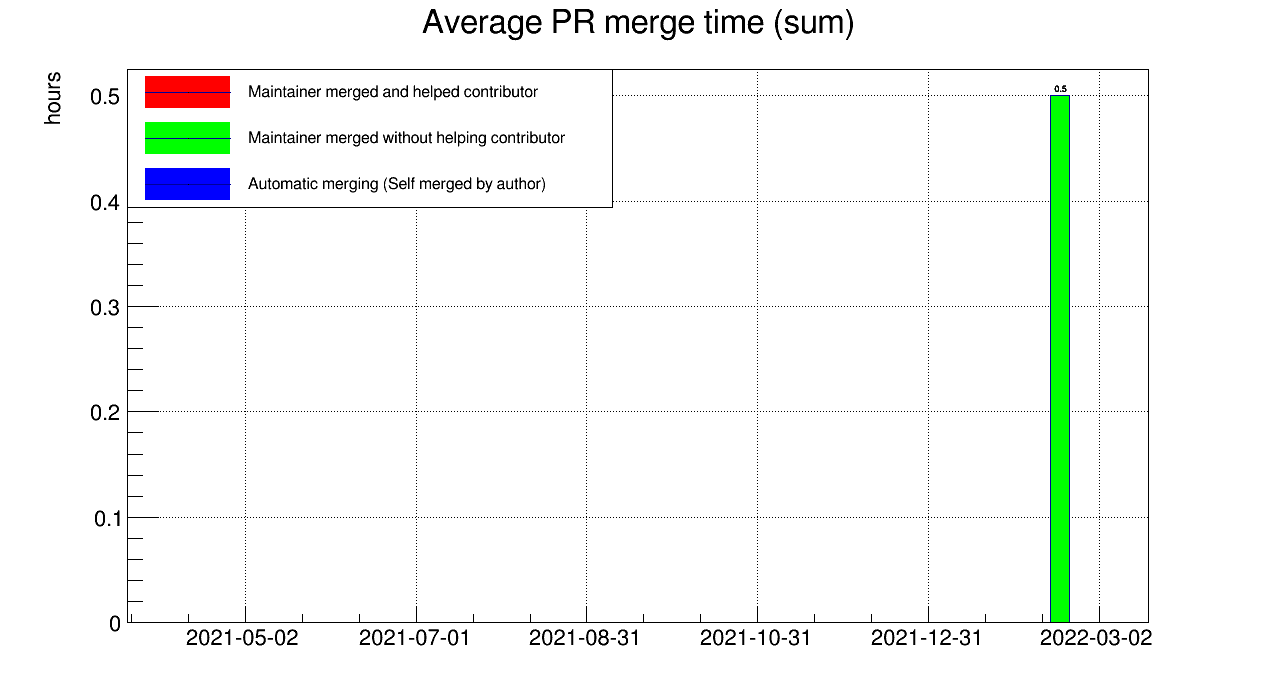 Average PR merge time (sum)
hours
Maintainer merged and helped contributor
Maintainer merged without helping contributor
Automatic merging (Self merged by author)
0.5
0.5
0.4
0.3
0.2
0.1
0
2021-05-02 2021-07-01 2021-08-31 2021-10-31 2021-12-31 2022-03-02